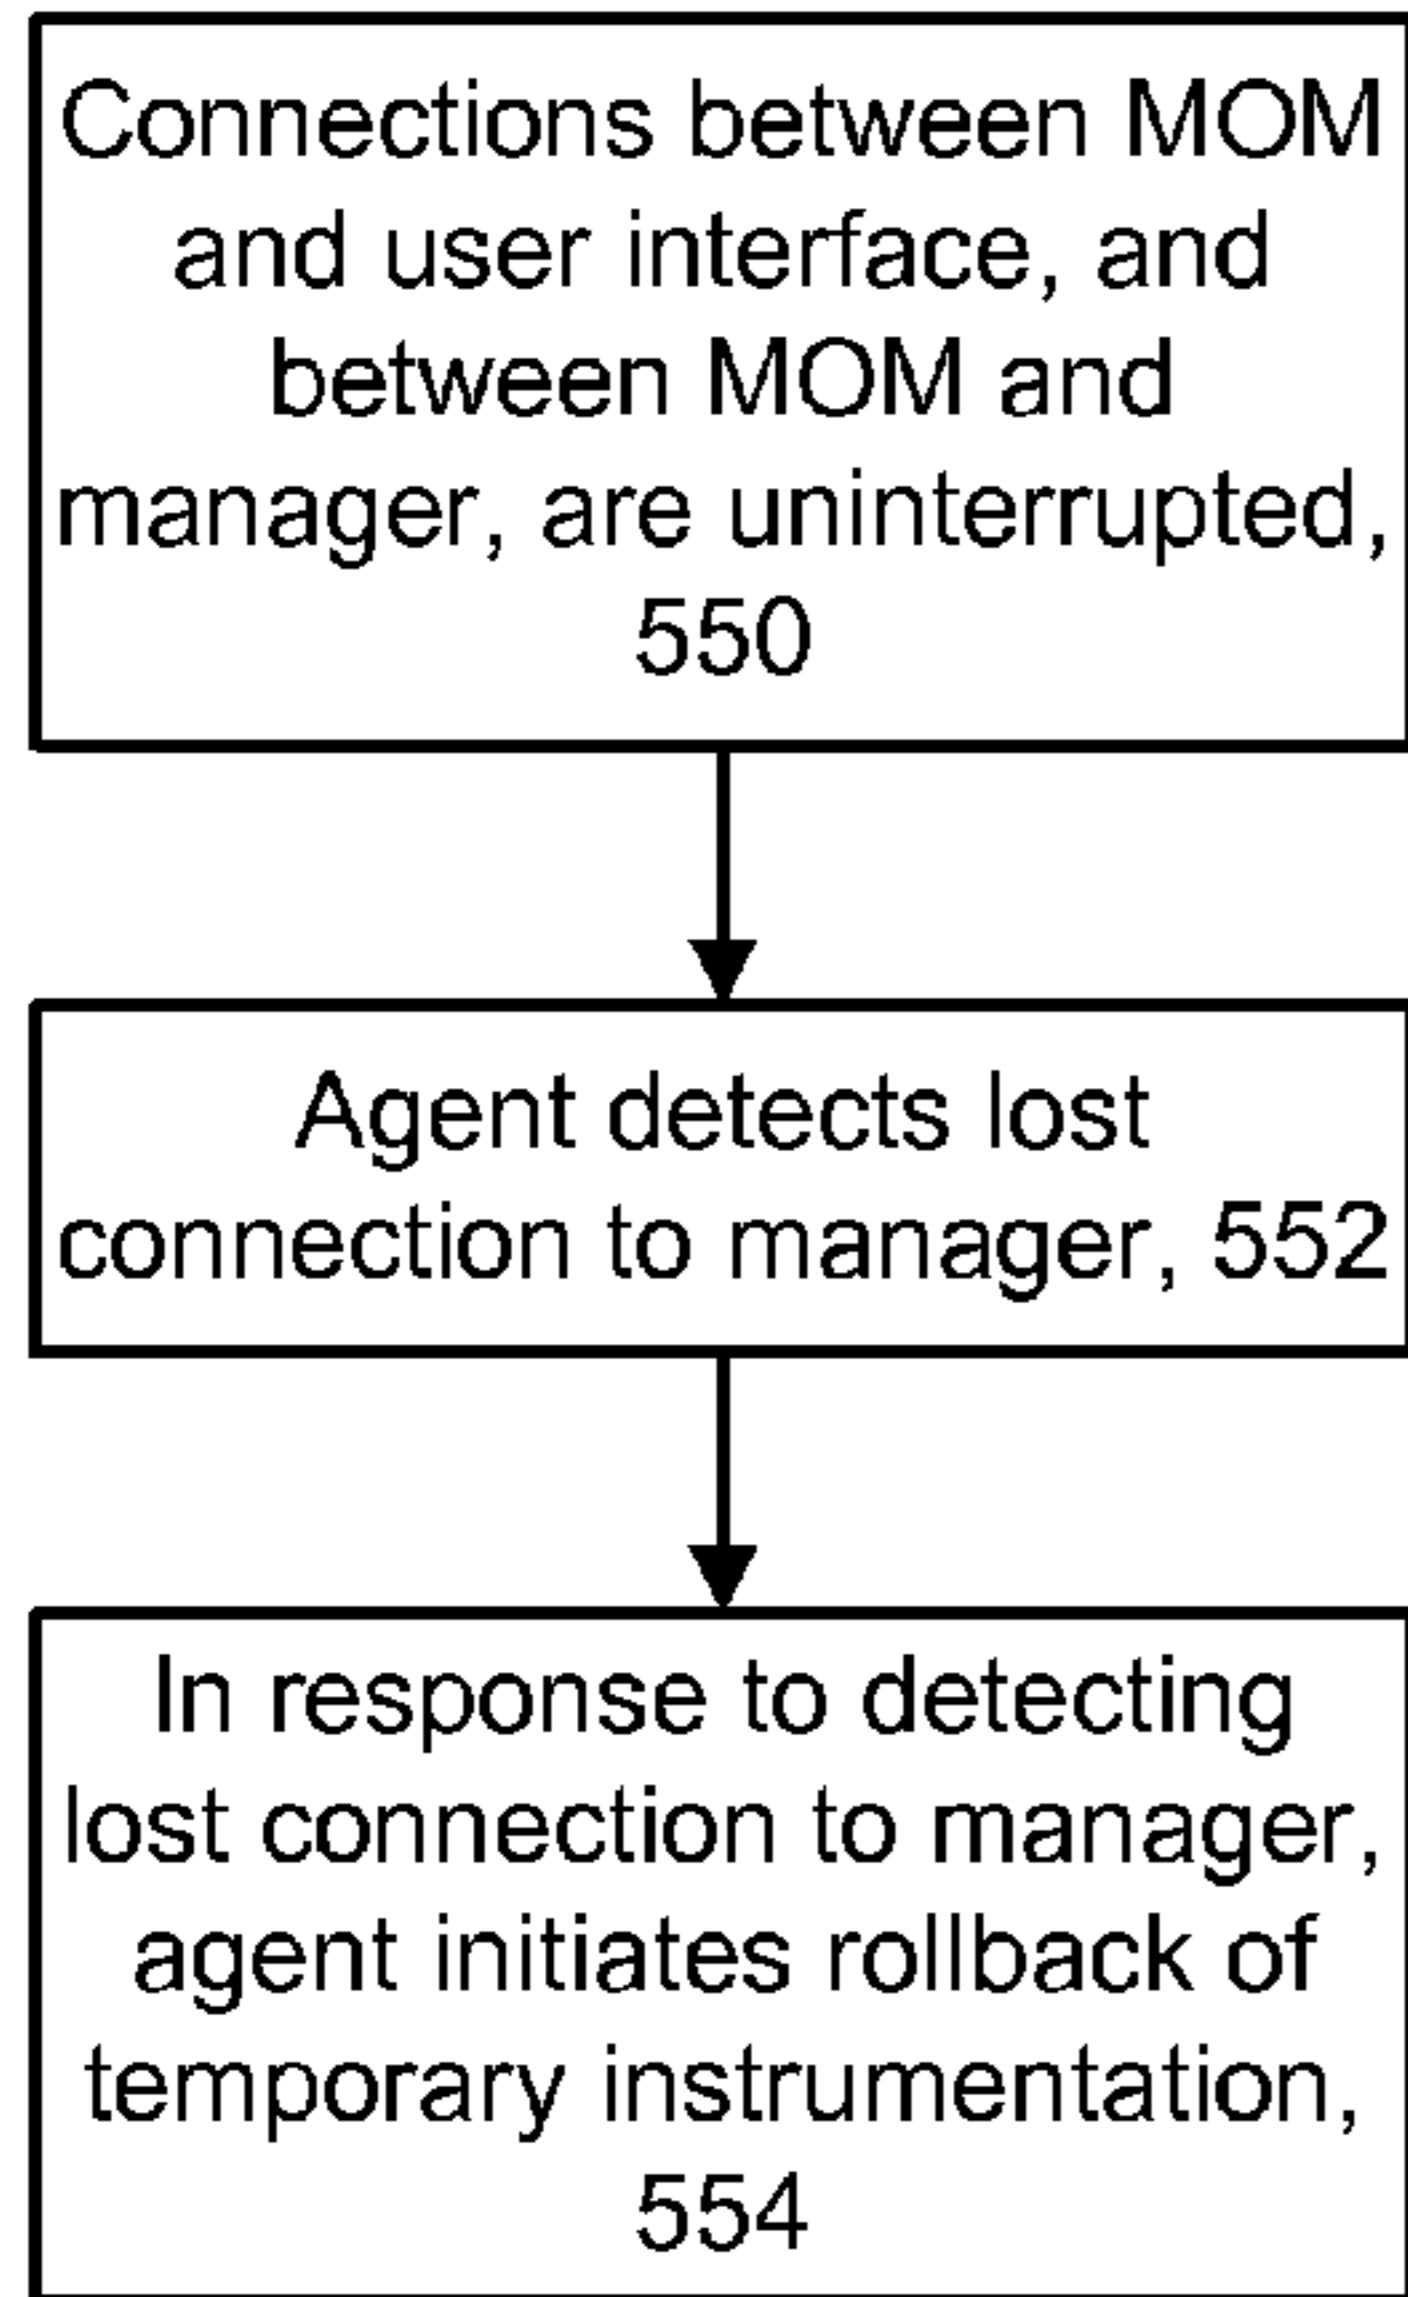 Connections between MOM
and user interface, and
between MOM and
manager, are uninterrupted,
550
Agent detects lost
connection to manager, 552
In response to detecting
lost connection to manager,
agent initiates rollback of
temporary instrumentation,
554